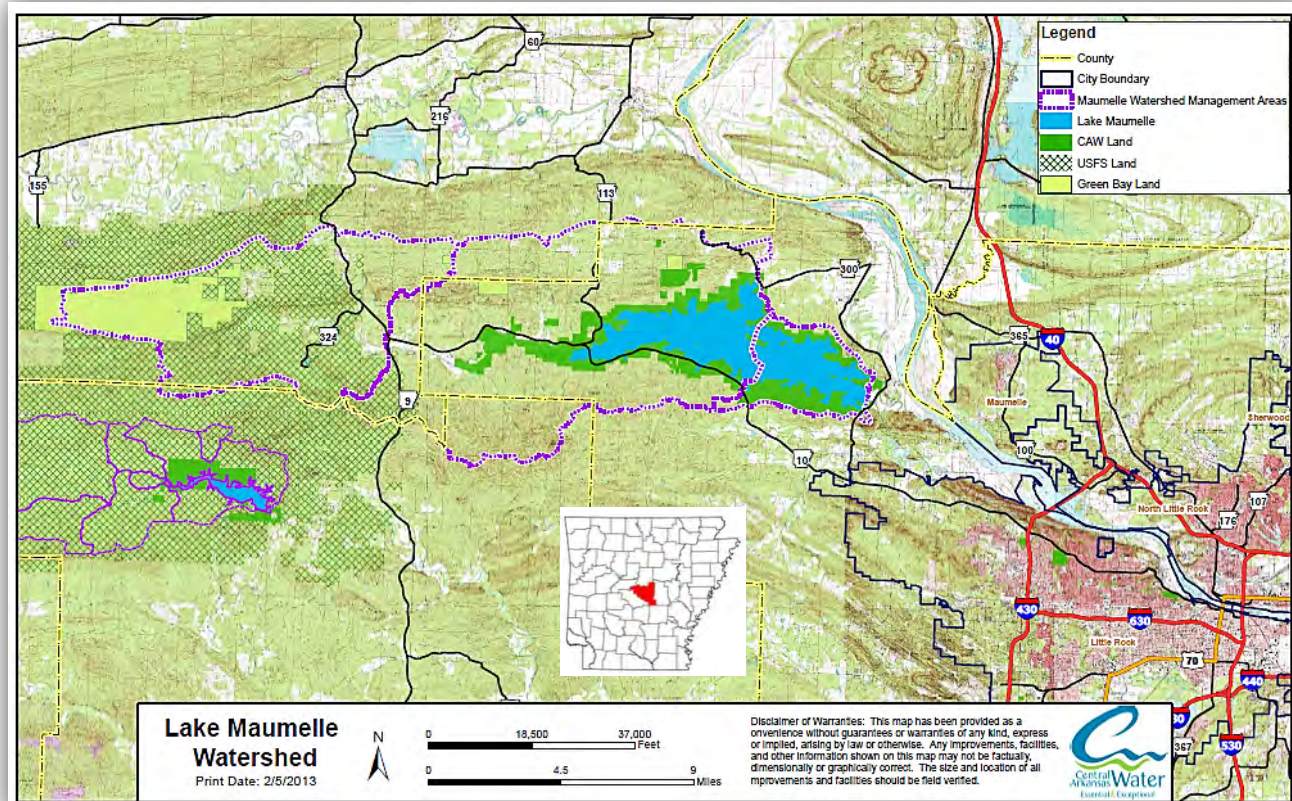 Legend
County
City Boundary
Maumelle Watershed Management Areas
Lake Maumelle
CAW Land
USFS Land
Green Bay Land
60
216
155
113
300
324
365
40
9
Maumelle
Sherwood
100
10
North Little Rock
107
176
430
630
Little Rock
70
440
30
367
530
Lake Maumelle
Watershed
Print Date: 2/5/2013
N
0 18,500 37,000
Feet
0 4.5 9
Miles
Disclaimer of Warranties: This map has been provided as a
onvenience without guarantees or warranties of any kind, express
or implied, arising by law or otherwise. Any improvements, facilities,
and other information shown on this map may not be factually,
dimensionally or graphically correct. The size and location of all
mprovements and facilities should be field verified.
Central
Arkansas Water
Essential & Exceptional